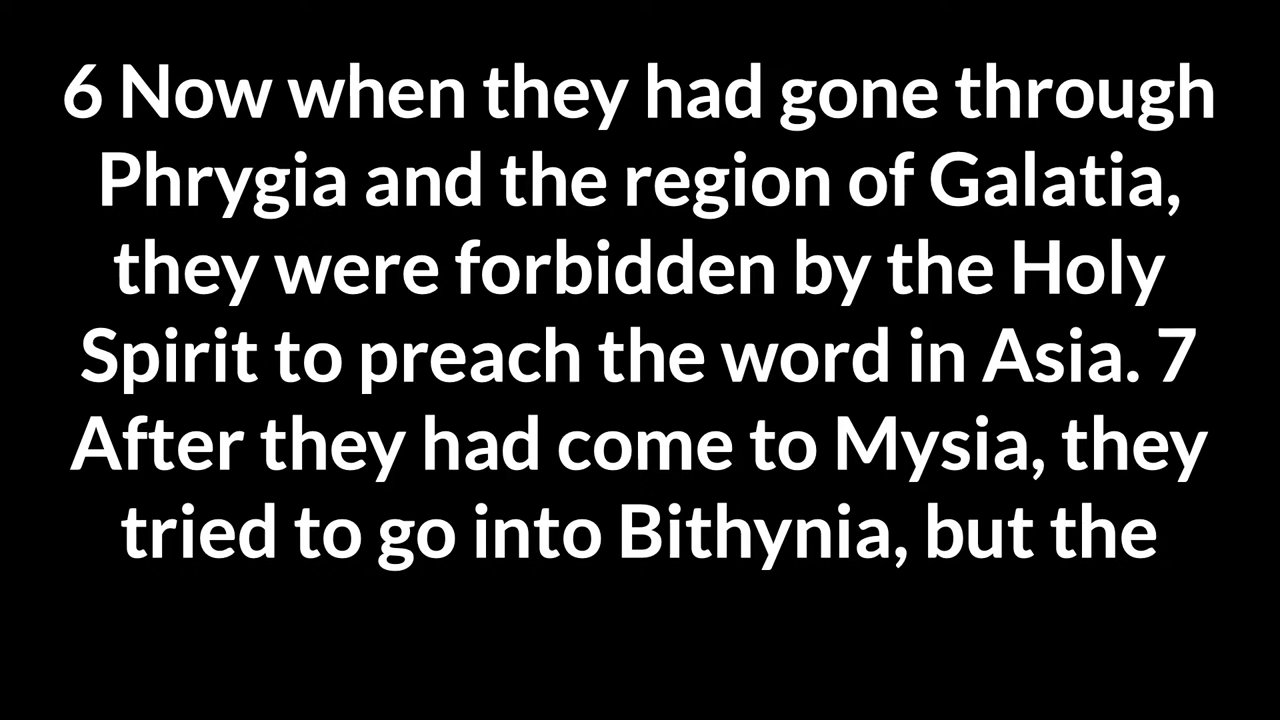 6 Now when they had gone through
Phrygia and the region of Galatia,
they were forbidden by the Holy
Spirit to preach the word in Asia. 7
After they had come to Mysia, they
tried to go into Bithynia, but the